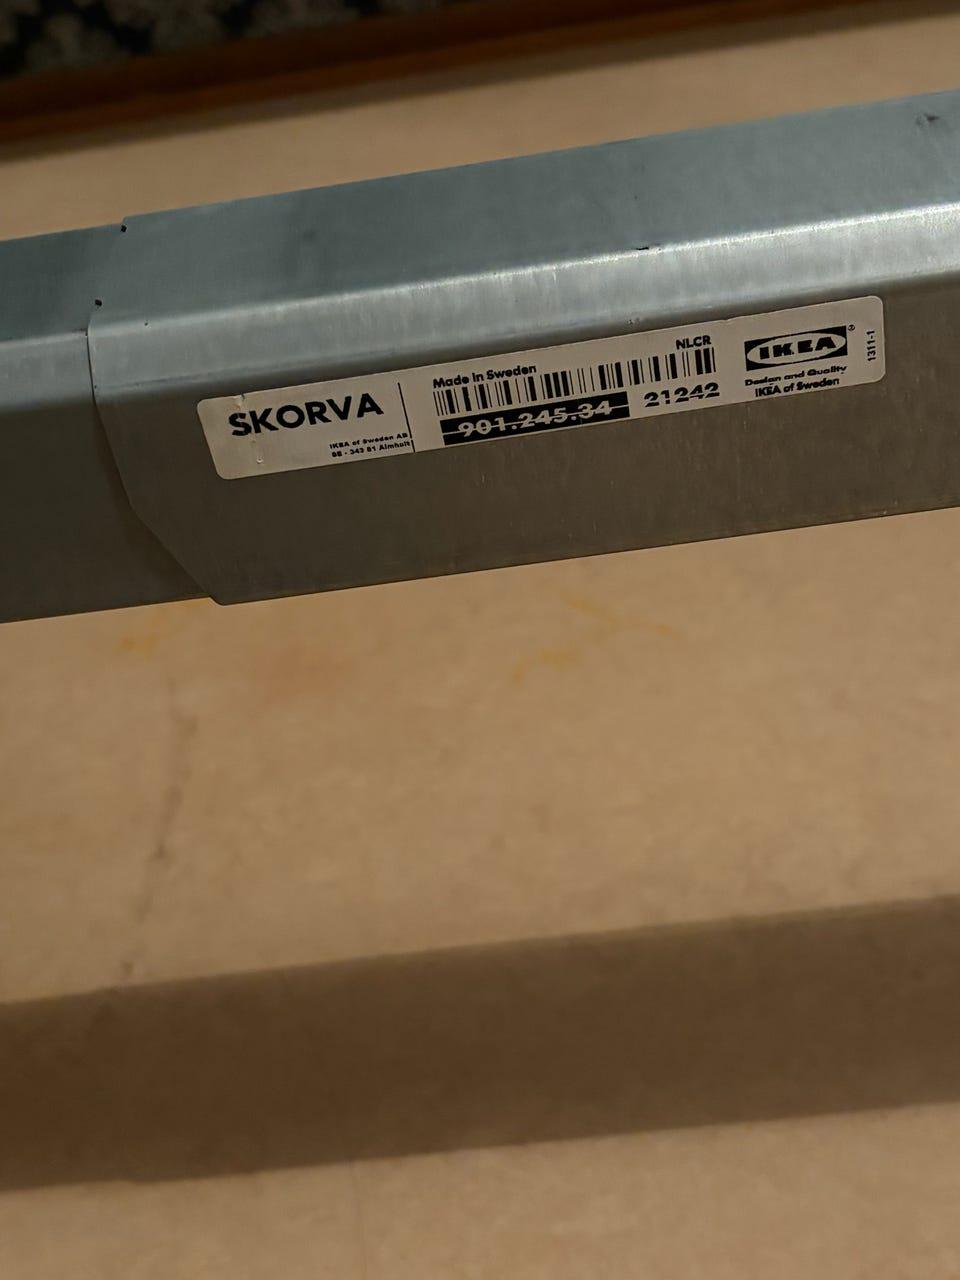 SKORVA
IKEA of Sweden AB
SE - 343 81 Älmhult
Made in Sweden
NLCR
901.245.34
21242
IKEA®
Design and Quality
IKEA of Sweden
1311-1